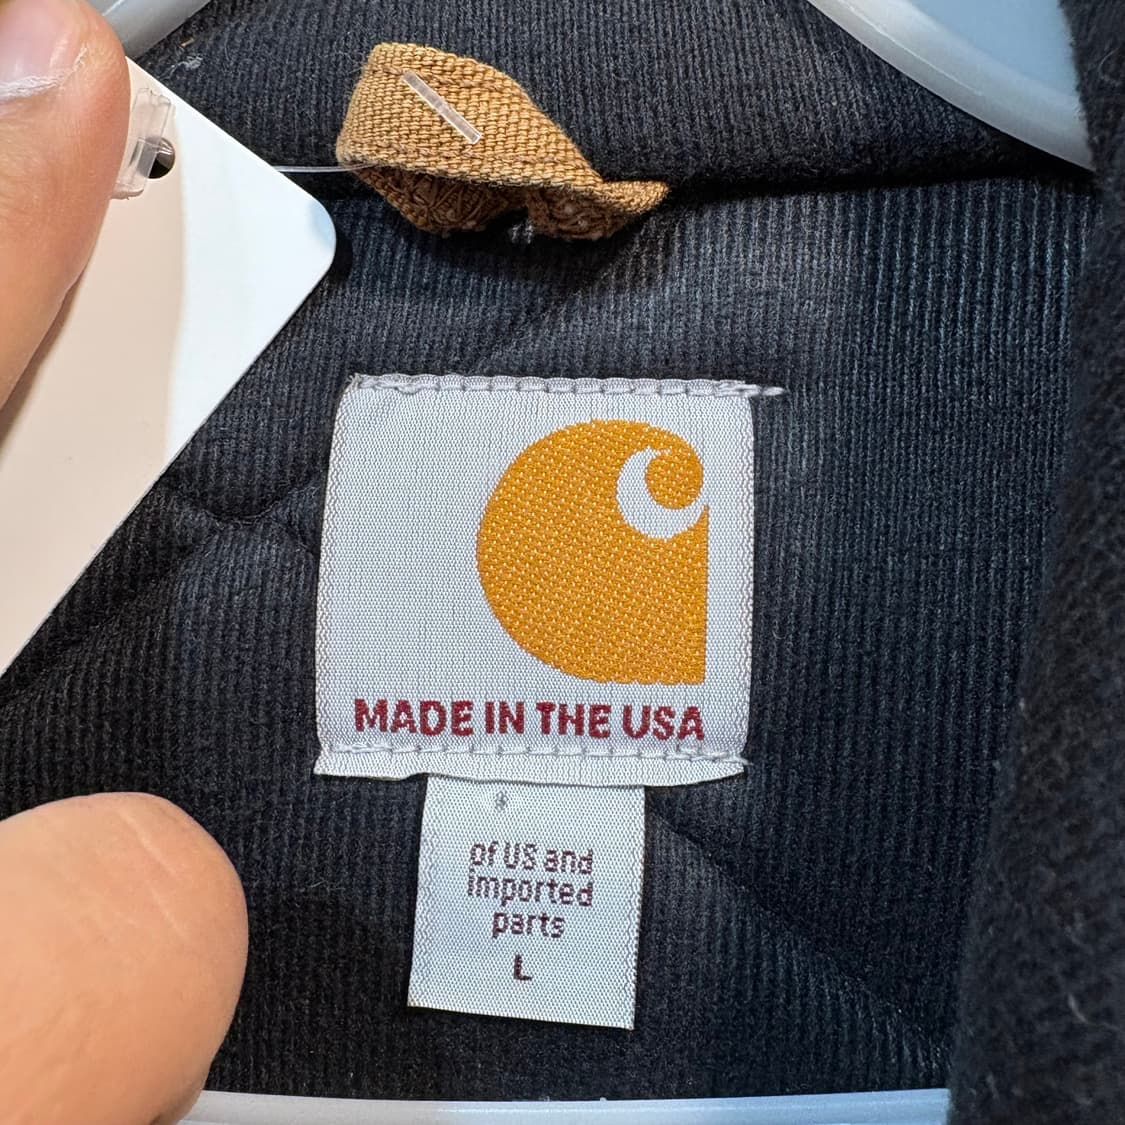 MADE IN THE USA
of US and
imported
parts
L